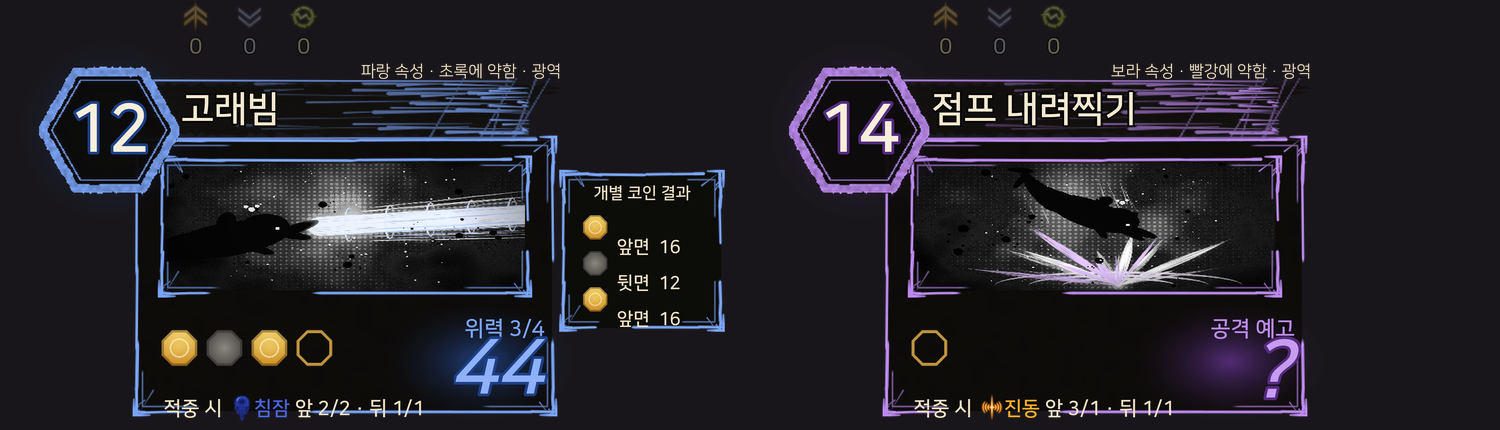 0 0 0
파랑 속성 · 초록에 약함 · 광역
12 고래빔
개별 코인 결과
앞면 16
뒷면 12
앞면 16
위력 3/4
44
적중 시 침잠 앞 2/2 · 뒤 1/1
0 0 0
보라 속성 · 빨강에 약함 · 광역
14 점프 내려찍기
공격 예고
?
적중 시 진동 앞 3/1 · 뒤 1/1